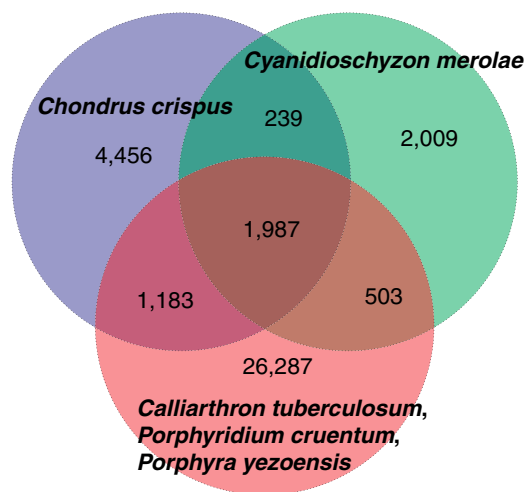 Cyanidioschyzon merolae
Chondrus crispus
239
2,009
4,456
1,987
1,183
503
26,287
Calliarthron tuberculosum,
Porphyridium cruentum,
Porphyra yezoensis